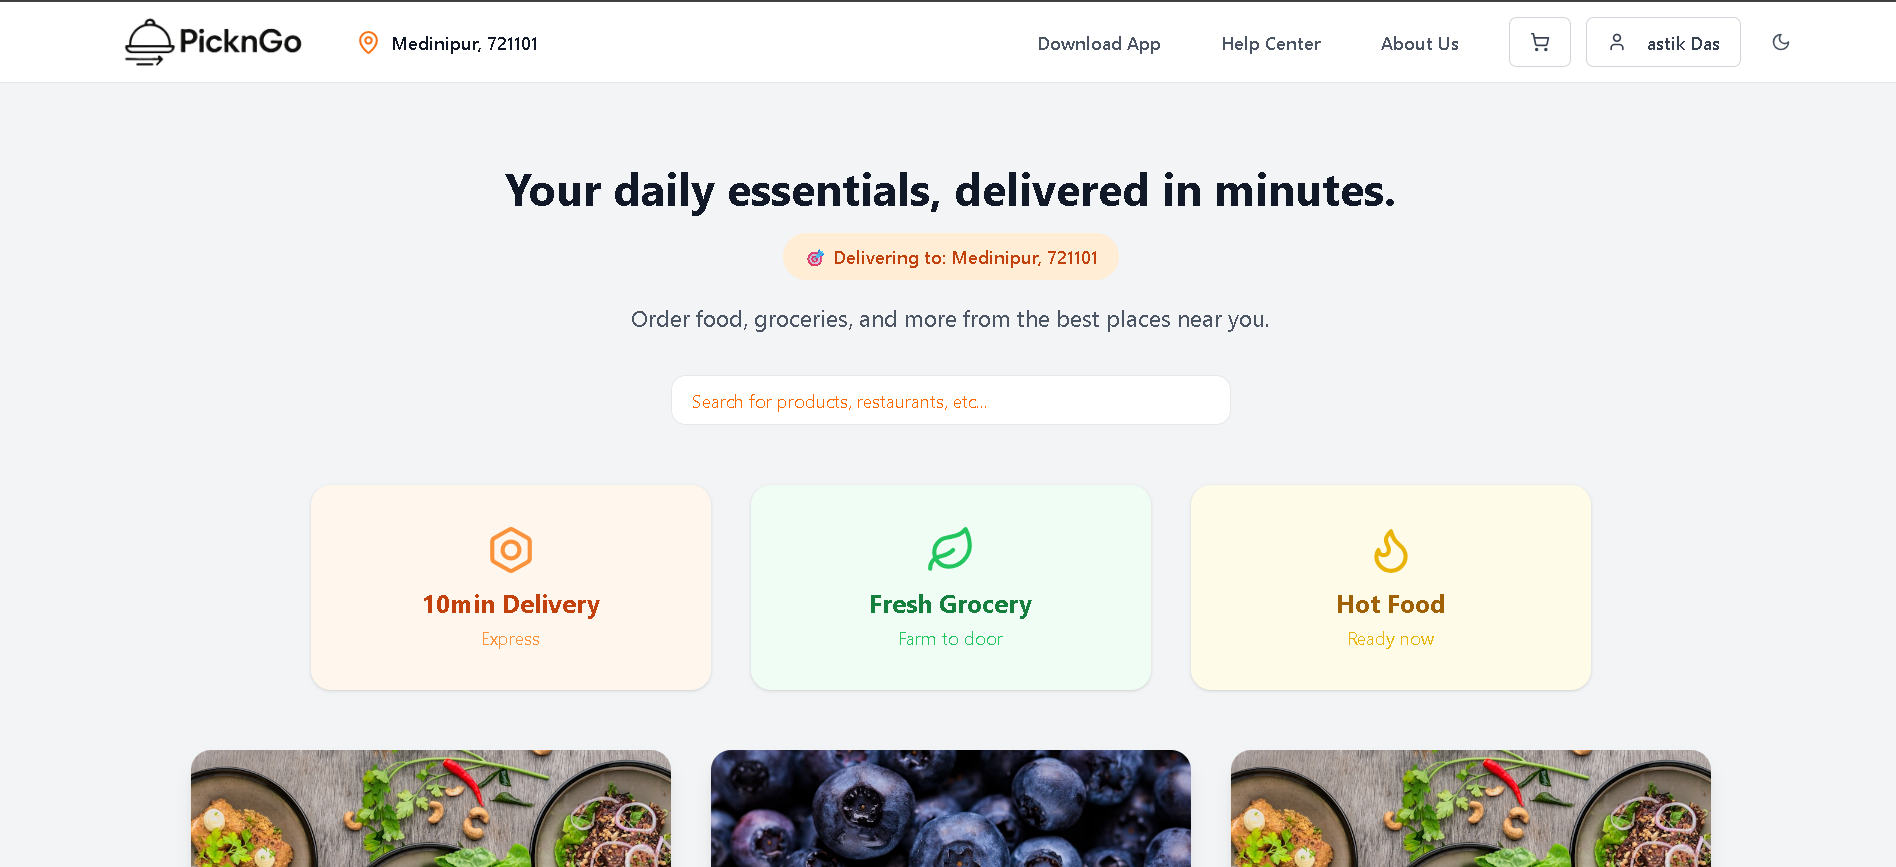 PicknGo
Medinipur, 721101
Download App
Help Center
About Us
astik Das
Your daily essentials, delivered in minutes.
🎯 Delivering to: Medinipur, 721101
Order food, groceries, and more from the best places near you.
Search for products, restaurants, etc...
10min Delivery
Express
Fresh Grocery
Farm to door
Hot Food
Ready now